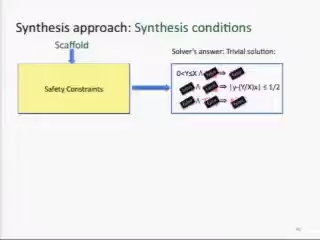 Synthesis approach: Synthesis conditions
Scaffold
Solver's answer: Trivial solution:
Safety Constraints
0<Y≤X ∧ ⇒
∧ ⇒ |y-(Y/X)x| ≤ 1/2
∧ ⇒